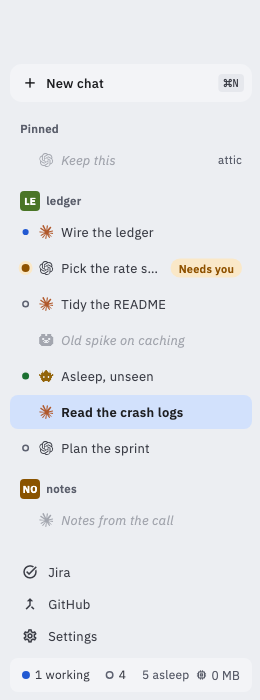 New chat ⌘N
Pinned
Keep this attic
LE ledger
Wire the ledger
Pick the rate s... Needs you
Tidy the README
Old spike on caching
Asleep, unseen
Read the crash logs
Plan the sprint
NO notes
Notes from the call
Jira
GitHub
Settings
1 working 4 5 asleep 0 MB